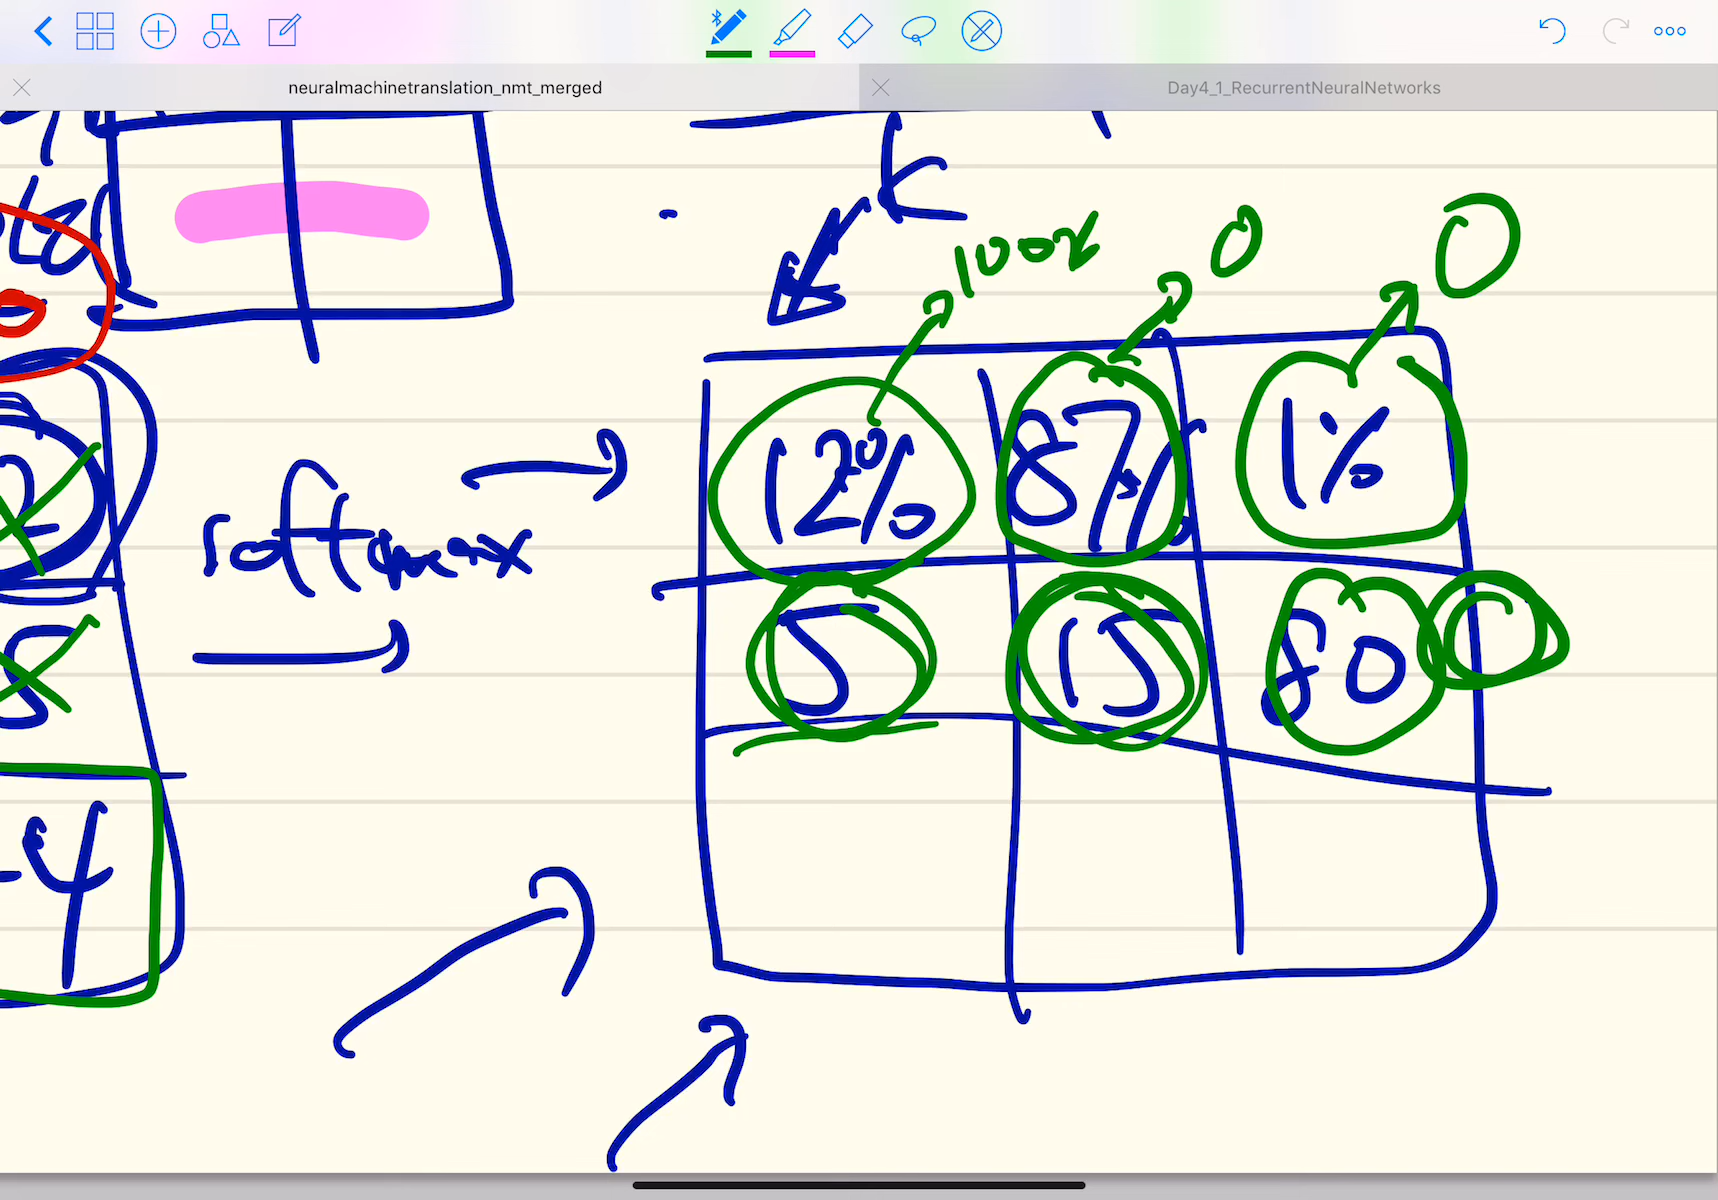 neuralmachinetranslation_nmt_merged
Day4_1_RecurrentNeuralNetworks
K
100% 0 0
12% 87% 1%
softmax
5 15 80 0
-4